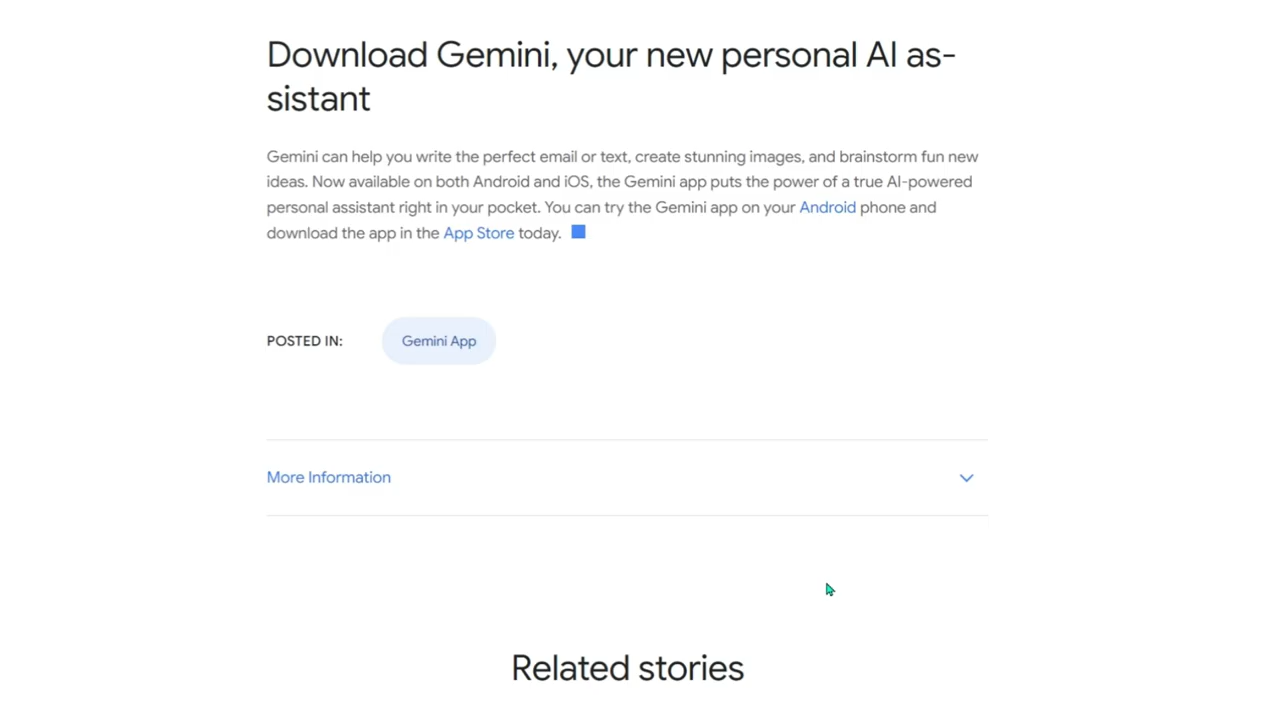 Download Gemini, your new personal AI as-
sistant
Gemini can help you write the perfect email or text, create stunning images, and brainstorm fun new
ideas. Now available on both Android and iOS, the Gemini app puts the power of a true AI-powered
personal assistant right in your pocket. You can try the Gemini app on your Android phone and
download the app in the App Store today.
POSTED IN:
Gemini App
More Information
Related stories